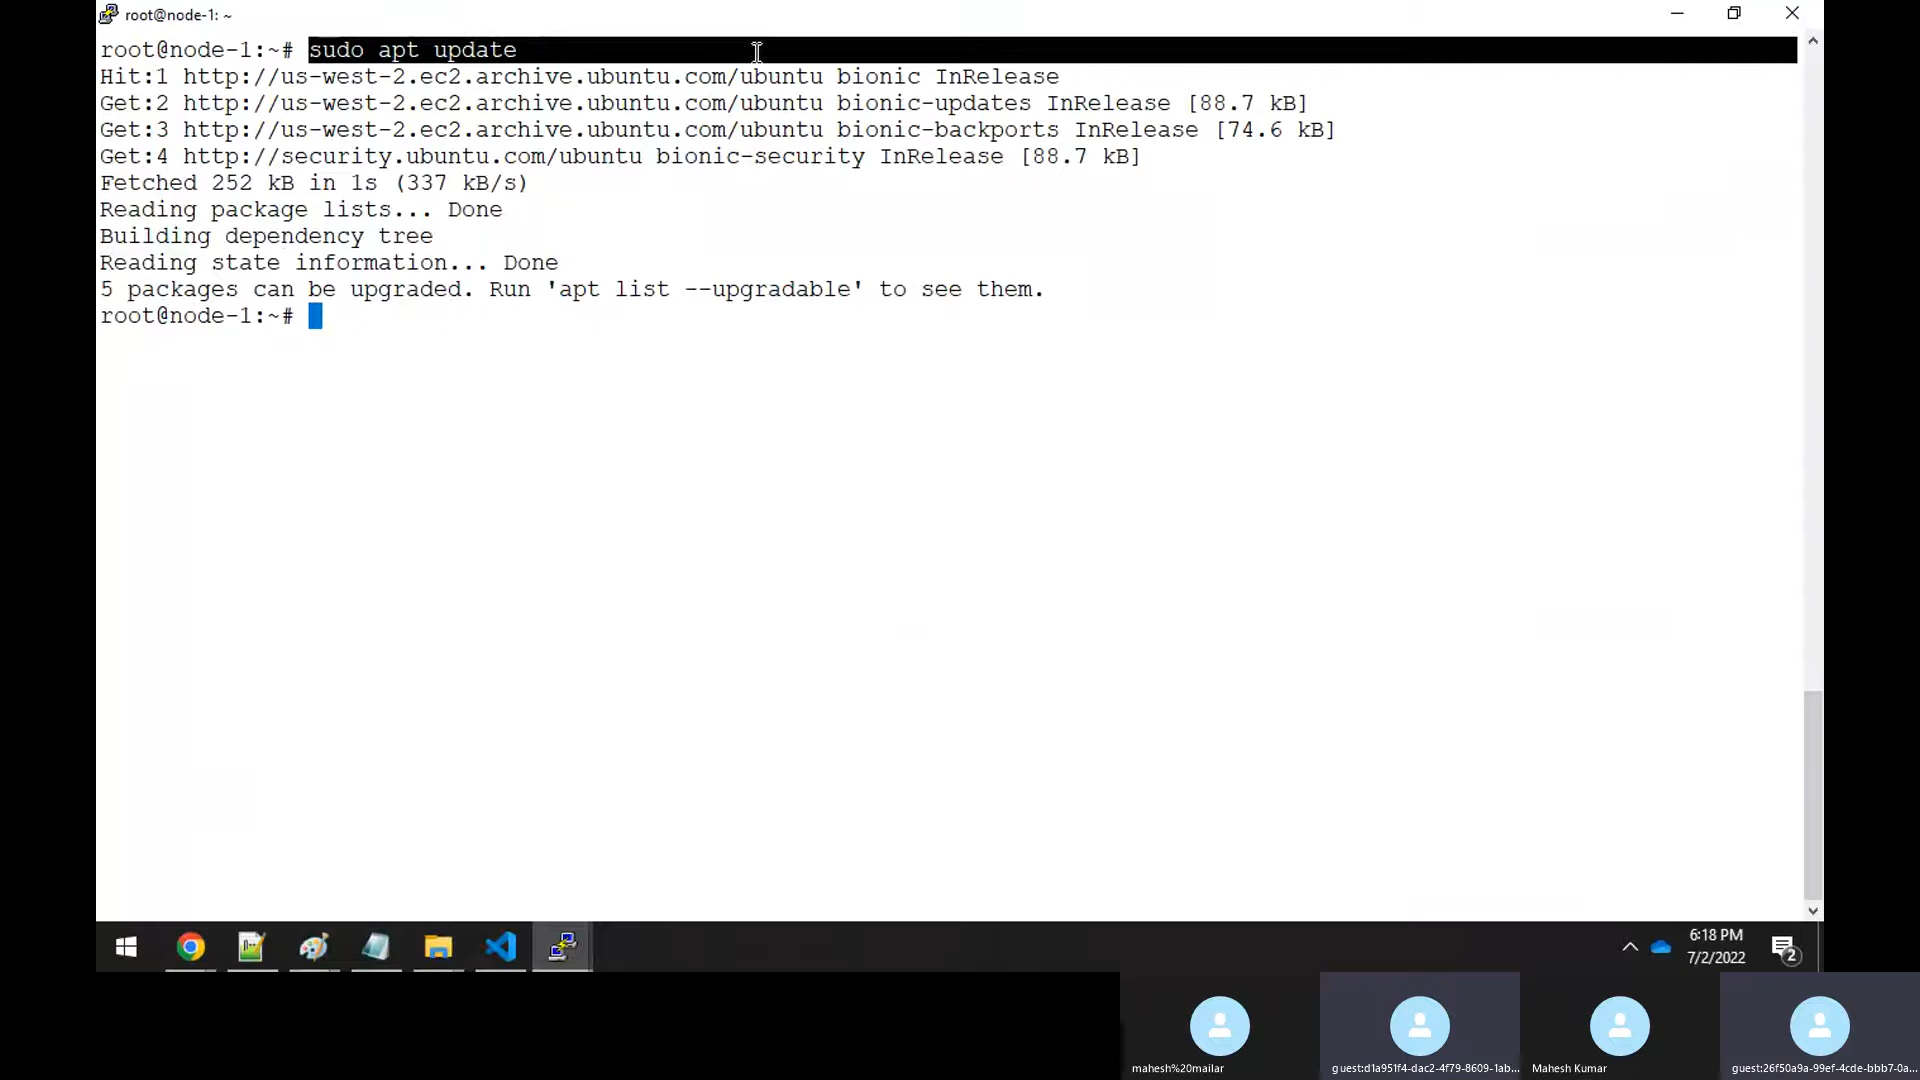 root@node-1: ~
root@node-1:~# sudo apt update
Hit:1 http://us-west-2.ec2.archive.ubuntu.com/ubuntu bionic InRelease
Get:2 http://us-west-2.ec2.archive.ubuntu.com/ubuntu bionic-updates InRelease [88.7 kB]
Get:3 http://us-west-2.ec2.archive.ubuntu.com/ubuntu bionic-backports InRelease [74.6 kB]
Get:4 http://security.ubuntu.com/ubuntu bionic-security InRelease [88.7 kB]
Fetched 252 kB in 1s (337 kB/s)
Reading package lists... Done
Building dependency tree
Reading state information... Done
5 packages can be upgraded. Run 'apt list --upgradable' to see them.
root@node-1:~#
6:18 PM
7/2/2022
2
mahesh%20mailar
guest:d1a951f4-dac2-4f79-8609-1ab...
Mahesh Kumar
guest:26f50a9a-99ef-4cde-bbb7-0a...